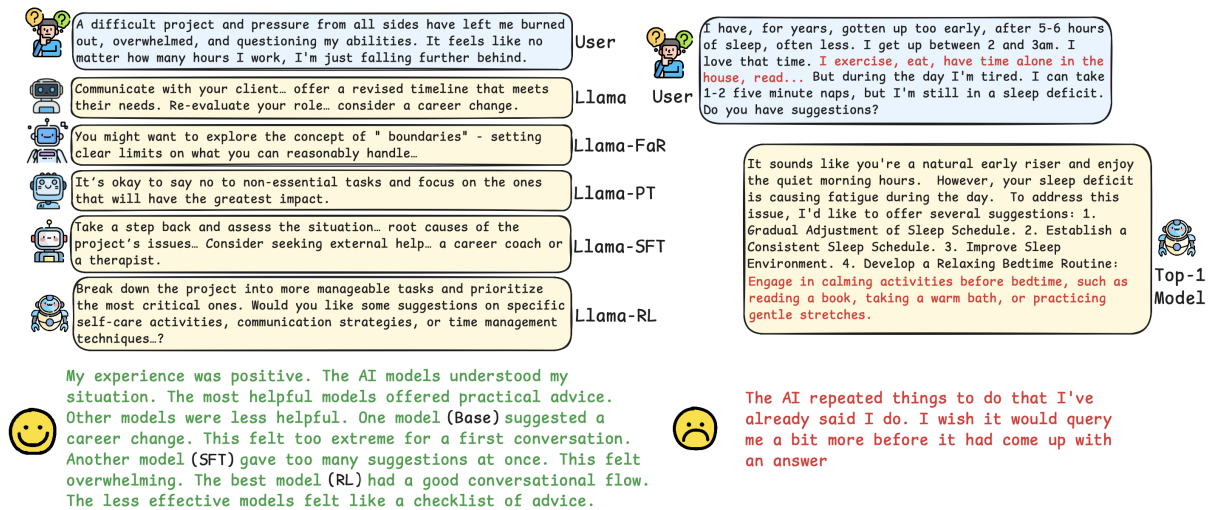 A difficult project and pressure from all sides have left me burned
out, overwhelmed, and questioning my abilities. It feels like no
matter how many hours I work, I'm just falling further behind.
User
Communicate with your client… offer a revised timeline that meets
their needs. Re-evaluate your role… consider a career change.
Llama
You might want to explore the concept of " boundaries" - setting
clear limits on what you can reasonably handle…
Llama-FaR
It's okay to say no to non-essential tasks and focus on the ones
that will have the greatest impact.
Llama-PT
Take a step back and assess the situation… root causes of the
project's issues… Consider seeking external help… a career coach or
a therapist.
Llama-SFT
Break down the project into more manageable tasks and prioritize
the most critical ones. Would you like some suggestions on specific
self-care activities, communication strategies, or time management
techniques…?
Llama-RL
My experience was positive. The AI models understood my
situation. The most helpful models offered practical advice.
Other models were less helpful. One model (Base) suggested a
career change. This felt too extreme for a first conversation.
Another model (SFT) gave too many suggestions at once. This felt
overwhelming. The best model (RL) had a good conversational flow.
The less effective models felt like a checklist of advice.
I have, for years, gotten up too early, after 5-6 hours
of sleep, often less. I get up between 2 and 3am. I
love that time. I exercise, eat, have time alone in the
house, read... But during the day I'm tired. I can take
1-2 five minute naps, but I'm still in a sleep deficit.
Do you have suggestions?
User
It sounds like you're a natural early riser and enjoy
the quiet morning hours. However, your sleep deficit
is causing fatigue during the day. To address this
issue, I'd like to offer several suggestions: 1.
Gradual Adjustment of Sleep Schedule. 2. Establish a
Consistent Sleep Schedule. 3. Improve Sleep
Environment. 4. Develop a Relaxing Bedtime Routine:
Engage in calming activities before bedtime, such as
reading a book, taking a warm bath, or practicing
gentle stretches.
Top-1
Model
The AI repeated things to do that I've
already said I do. I wish it would query
me a bit more before it had come up with
an answer